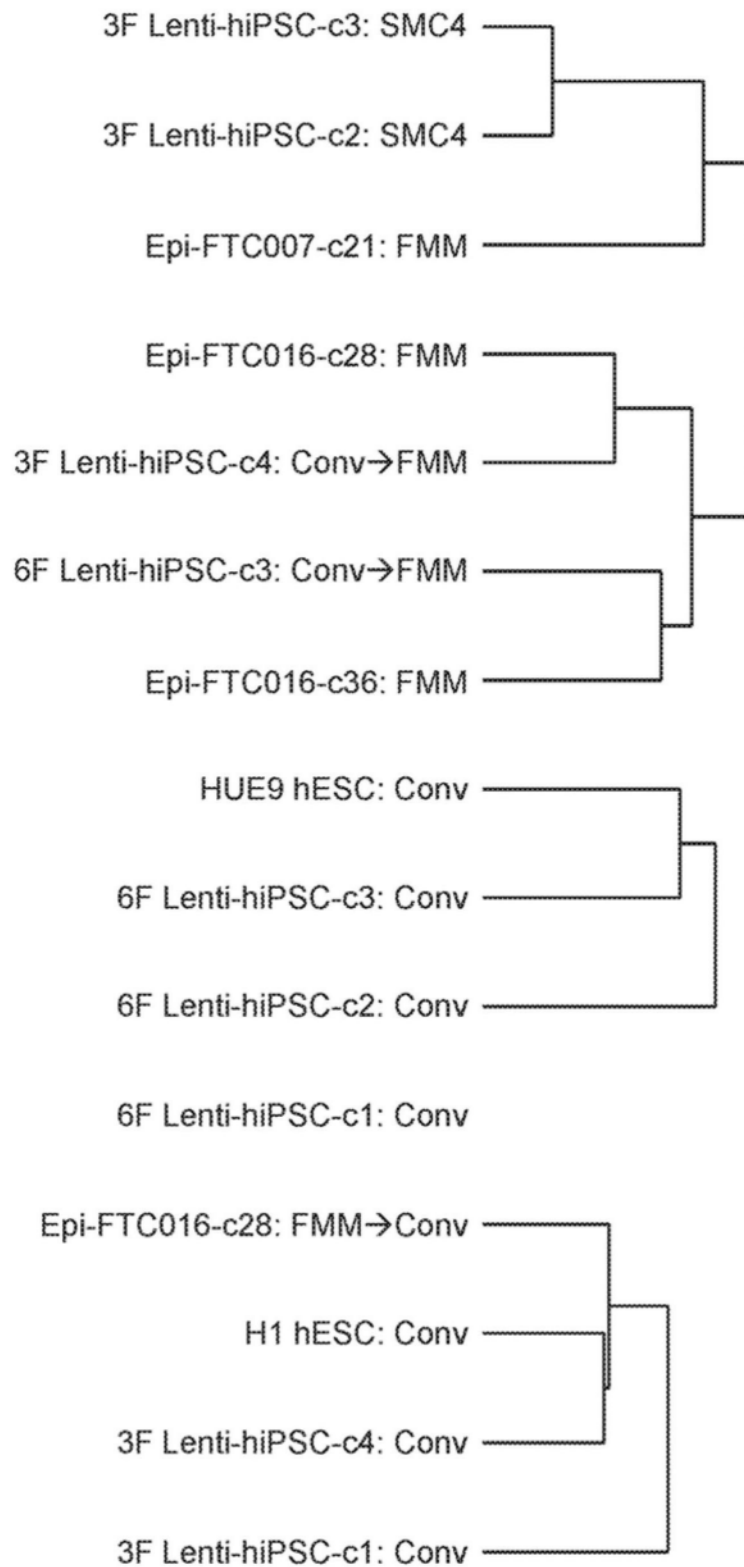 3F Lenti-hiPSC-c3: SMC4
3F Lenti-hiPSC-c2: SMC4
Epi-FTC007-c21: FMM
Epi-FTC016-c28: FMM
3F Lenti-hiPSC-c4: Conv→FMM
6F Lenti-hiPSC-c3: Conv→FMM
Epi-FTC016-c36: FMM
HUE9 hESC: Conv
6F Lenti-hiPSC-c3: Conv
6F Lenti-hiPSC-c2: Conv
6F Lenti-hiPSC-c1: Conv
Epi-FTC016-c28: FMM→Conv
H1 hESC: Conv
3F Lenti-hiPSC-c4: Conv
3F Lenti-hiPSC-c1: Conv